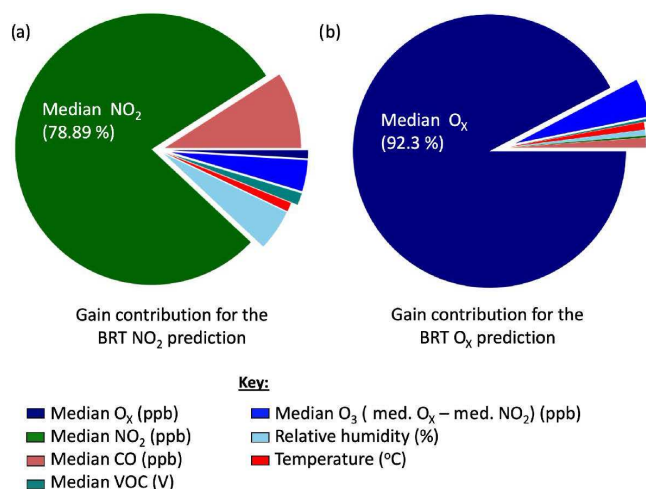 (a)
Median NO₂
(78.89 %)
Gain contribution for the
BRT NO₂ prediction
(b)
Median Oₓ
(92.3 %)
Gain contribution for the
BRT Oₓ prediction
Key:
Median Oₓ (ppb)
Median NO₂ (ppb)
Median CO (ppb)
Median VOC (V)
Median O₃ ( med. Oₓ – med. NO₂) (ppb)
Relative humidity (%)
Temperature (°C)